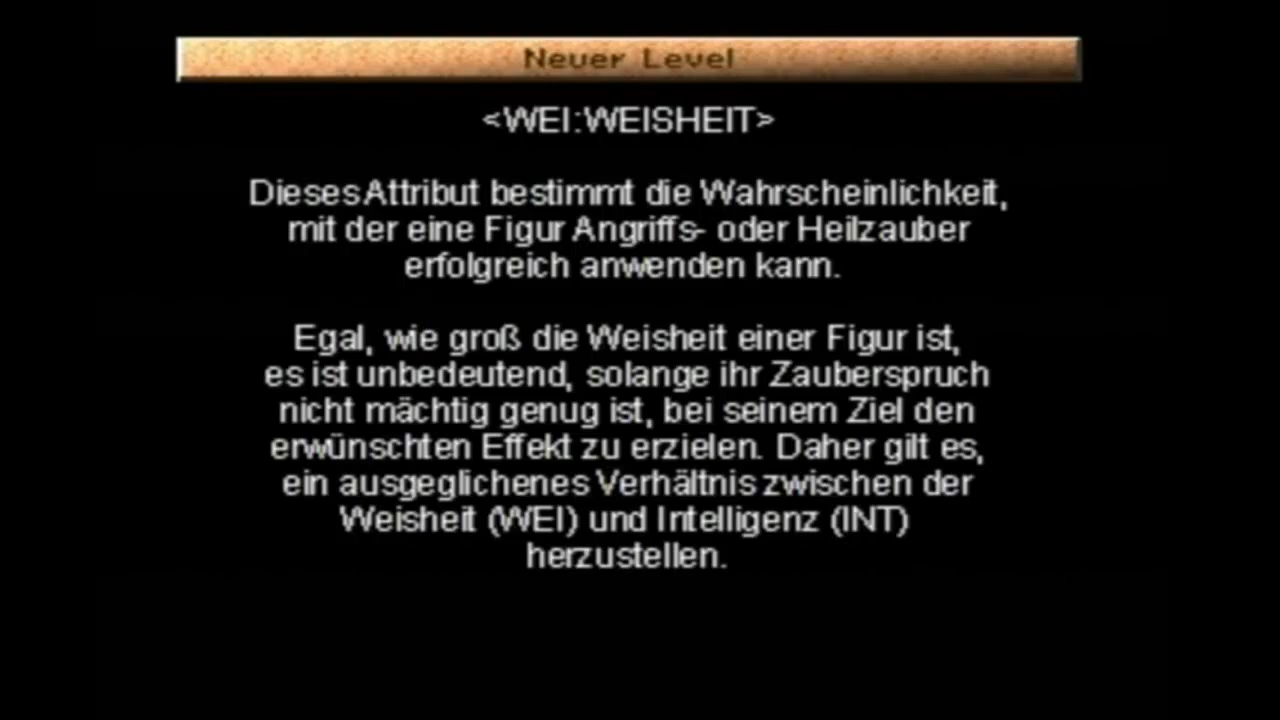 Neuer Level
<WEI:WEISHEIT>
Dieses Attribut bestimmt die Wahrscheinlichkeit,
mit der eine Figur Angriffs- oder Heilzauber
erfolgreich anwenden kann.
Egal, wie groß die Weisheit einer Figur ist,
es ist unbedeutend, solange ihr Zauberspruch
nicht mächtig genug ist, bei seinem Ziel den
erwünschten Effekt zu erzielen. Daher gilt es,
ein ausgeglichenes Verhältnis zwischen der
Weisheit (WEI) und Intelligenz (INT)
herzustellen.